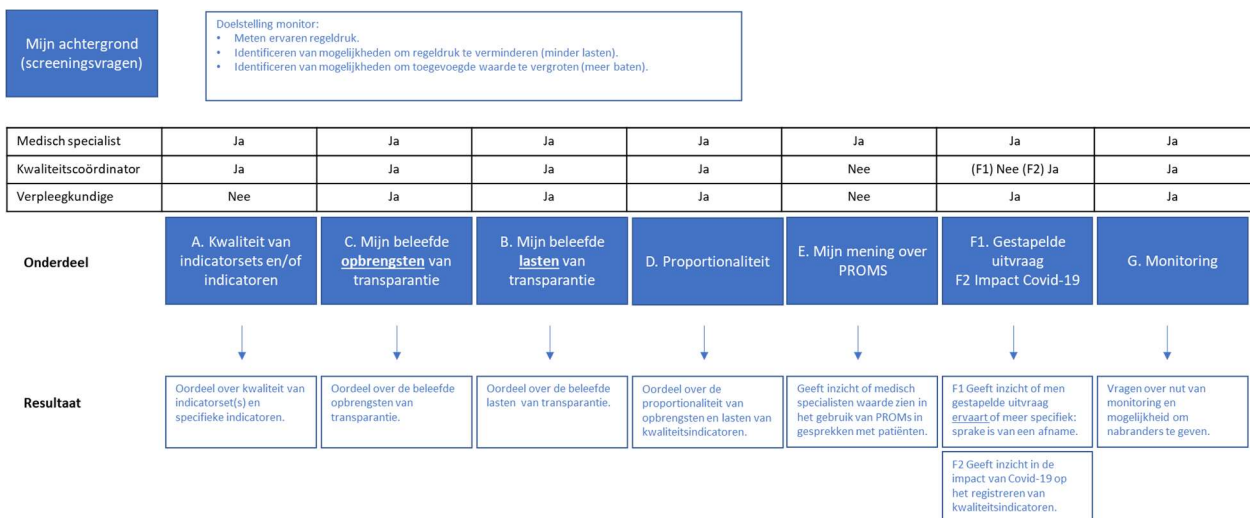 Mijn achtergrond
(screeningsvragen)
Doelstelling monitor:
• Meten ervaren regeldruk.
• Identificeren van mogelijkheden om regeldruk te verminderen (minder lasten).
• Identificeren van mogelijkheden om toegevoegde waarde te vergroten (meer baten).
Medisch specialist Ja Ja Ja Ja Ja Ja Ja
Kwaliteitscoördinator Ja Ja Ja Ja Nee (F1) Nee (F2) Ja Ja
Verpleegkundige Nee Ja Ja Ja Nee Ja Ja
Onderdeel
A. Kwaliteit van
indicatorsets en/of
indicatoren
C. Mijn beleefde
opbrengsten van
transparantie
B. Mijn beleefde
lasten van
transparantie
D. Proportionaliteit
E. Mijn mening over
PROMS
F1. Gestapelde
uitvraag
F2 Impact Covid-19
G. Monitoring
Resultaat
Oordeel over kwaliteit van
indicatorset(s) en
specifieke indicatoren.
Oordeel over de beleefde
opbrengsten van
transparantie.
Oordeel over de beleefde
lasten van transparantie.
Oordeel over de
proportionaliteit van
opbrengsten en lasten van
kwaliteitsindicatoren.
Geeft inzicht of medisch
specialisten waarde zien in
het gebruik van PROMs in
gesprekken met patiënten.
F1 Geeft inzicht of men
gestapelde uitvraag
ervaart of meer specifiek:
sprake is van een afname.
F2 Geeft inzicht in de
impact van Covid-19 op
het registreren van
kwaliteitsindicatoren.
Vragen over nut van
monitoring en
mogelijkheid om
nabranders te geven.